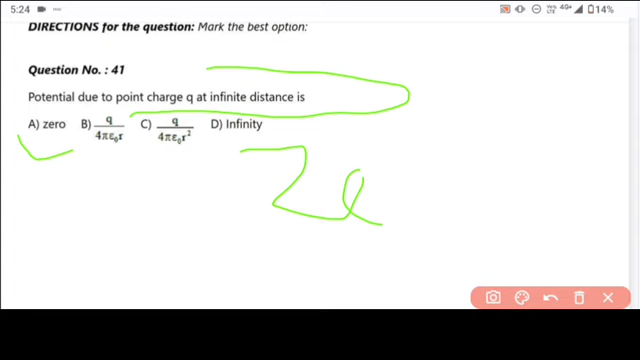 5:24 14%
DIRECTIONS for the question: Mark the best option:
Question No. : 41
Potential due to point charge q at infinite distance is
A) zero B) q/4πε₀r C) q/4πε₀r² D) Infinity
Ze